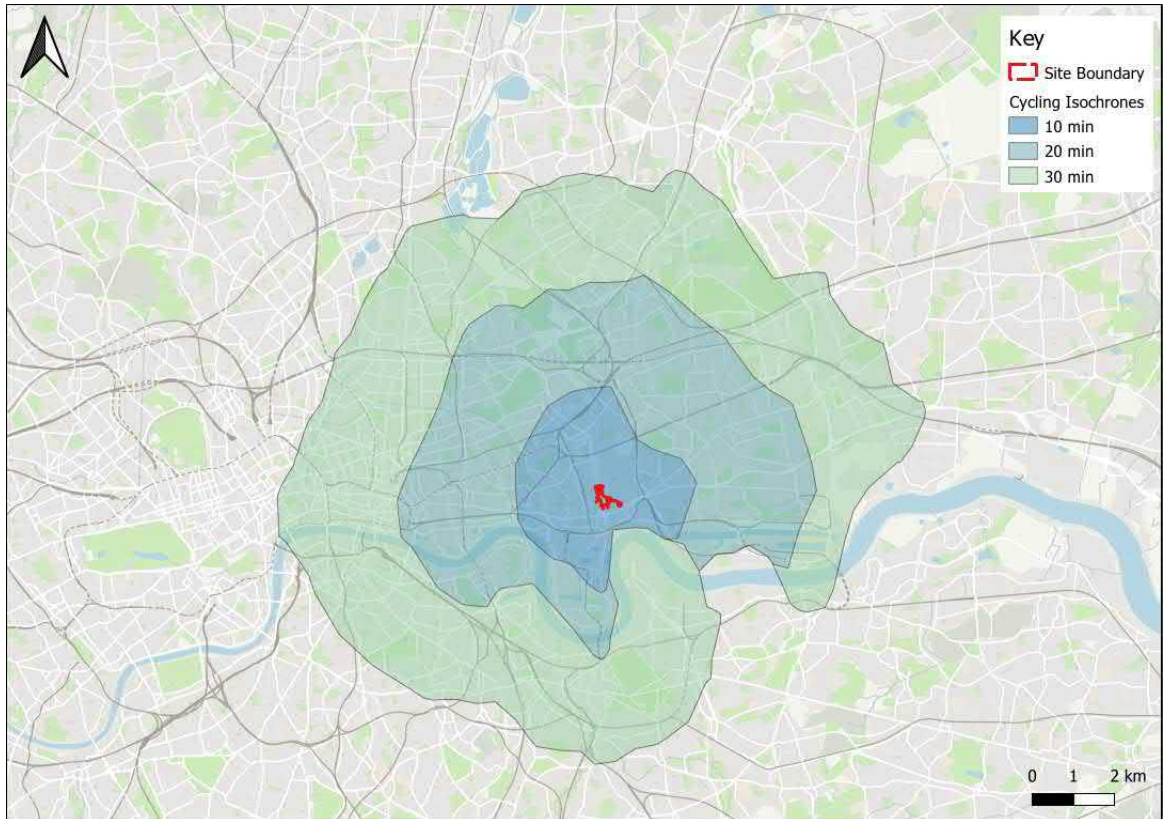 Key
Site Boundary
Cycling Isochrones
10 min
20 min
30 min
0 1 2 km